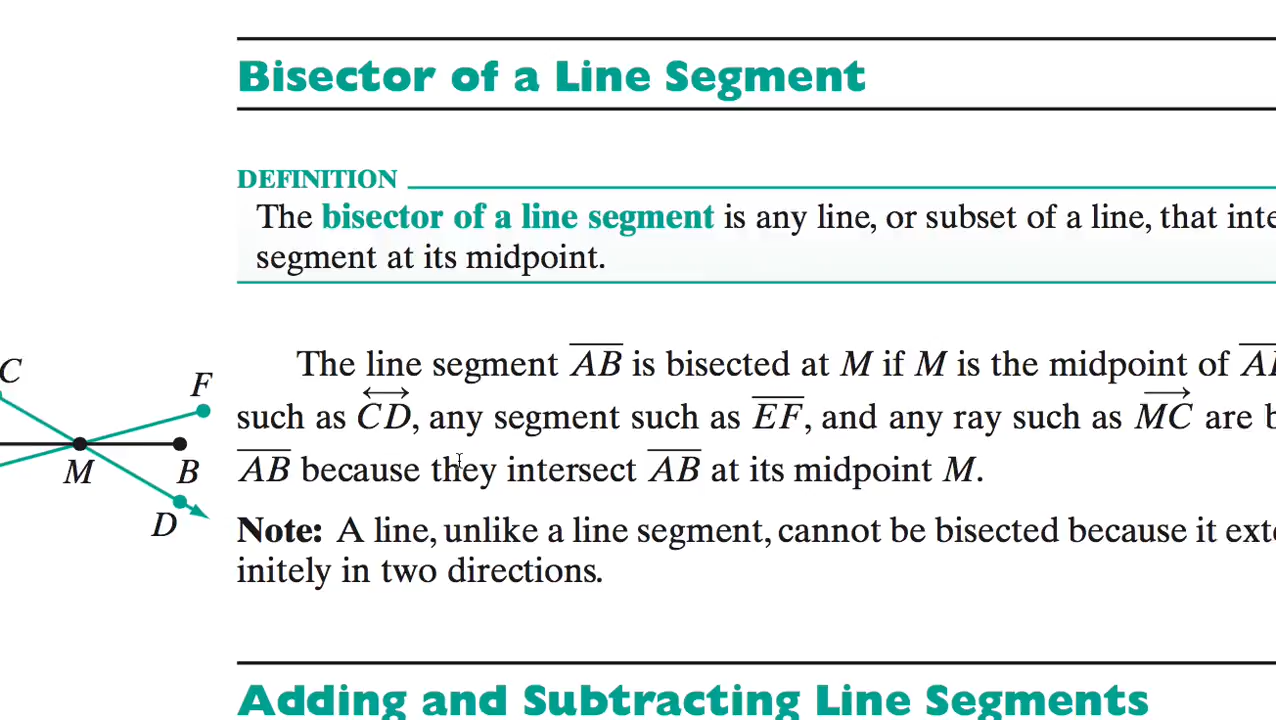 Bisector of a Line Segment
DEFINITION
The bisector of a line segment is any line, or subset of a line, that
segment at its midpoint.
The line segment AB is bisected at M if M is the midpoint of
such as CD, any segment such as EF, and any ray such as MC are
AB because they intersect AB at its midpoint M.
Note: A line, unlike a line segment, cannot be bisected because it
initely in two directions.
C
F
M
B
D
Adding and Subtracting Line Segments